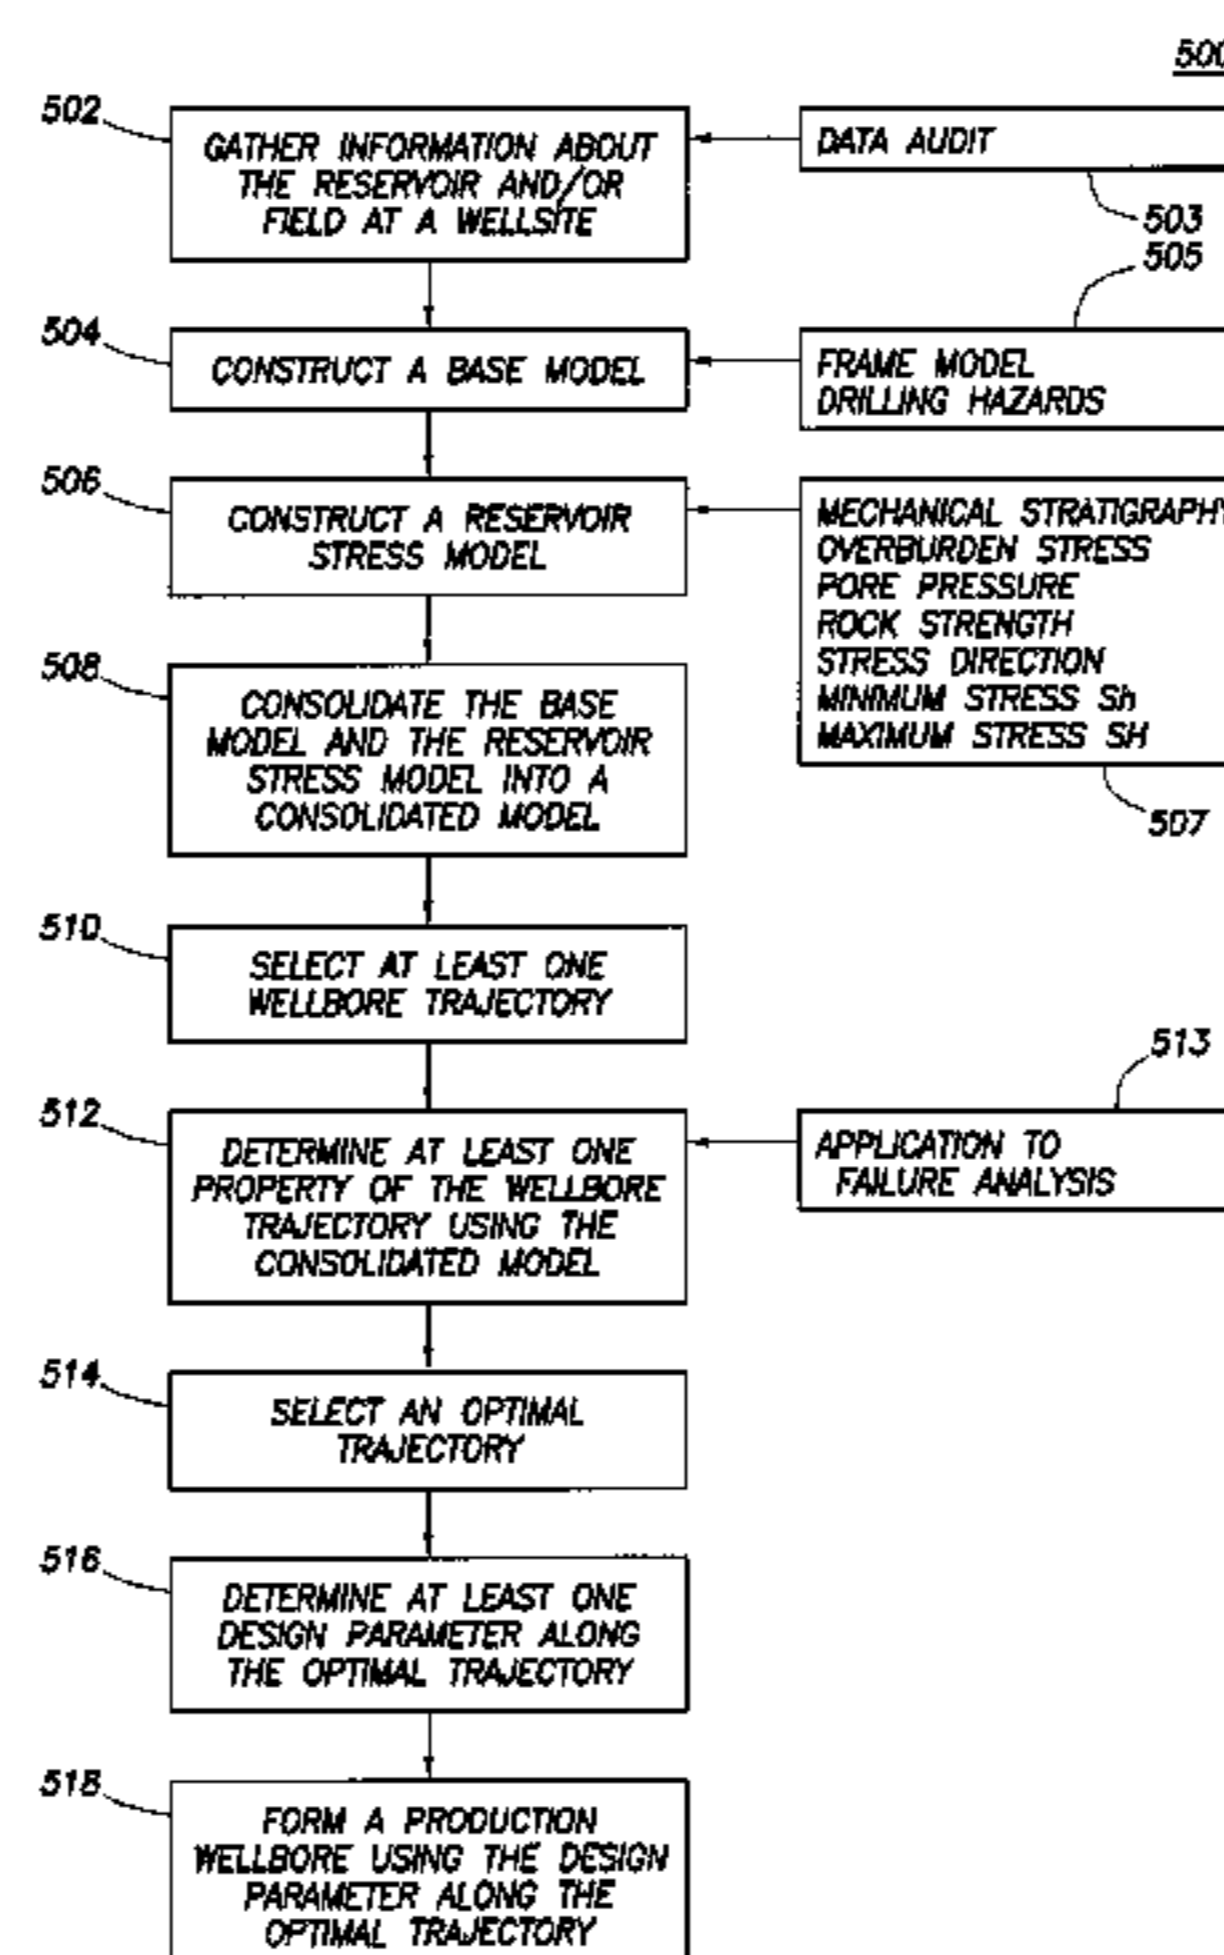 500
502
GATHER INFORMATION ABOUT
THE RESERVOIR AND/OR
FIELD AT A WELLSITE
DATA AUDIT
503
505
504
CONSTRUCT A BASE MODEL
FRAME MODEL
DRILLING HAZARDS
506
CONSTRUCT A RESERVOIR
STRESS MODEL
MECHANICAL STRATIGRAPHY
OVERBURDEN STRESS
PORE PRESSURE
ROCK STRENGTH
STRESS DIRECTION
MINIMUM STRESS Sh
MAXIMUM STRESS SH
507
508
CONSOLIDATE THE BASE
MODEL AND THE RESERVOIR
STRESS MODEL INTO A
CONSOLIDATED MODEL
510
SELECT AT LEAST ONE
WELLBORE TRAJECTORY
513
512
DETERMINE AT LEAST ONE
PROPERTY OF THE WELLBORE
TRAJECTORY USING THE
CONSOLIDATED MODEL
APPLICATION TO
FAILURE ANALYSIS
514
SELECT AN OPTIMAL
TRAJECTORY
516
DETERMINE AT LEAST ONE
DESIGN PARAMETER ALONG
THE OPTIMAL TRAJECTORY
518
FORM A PRODUCTION
WELLBORE USING THE DESIGN
PARAMETER ALONG THE
OPTIMAL TRAJECTORY